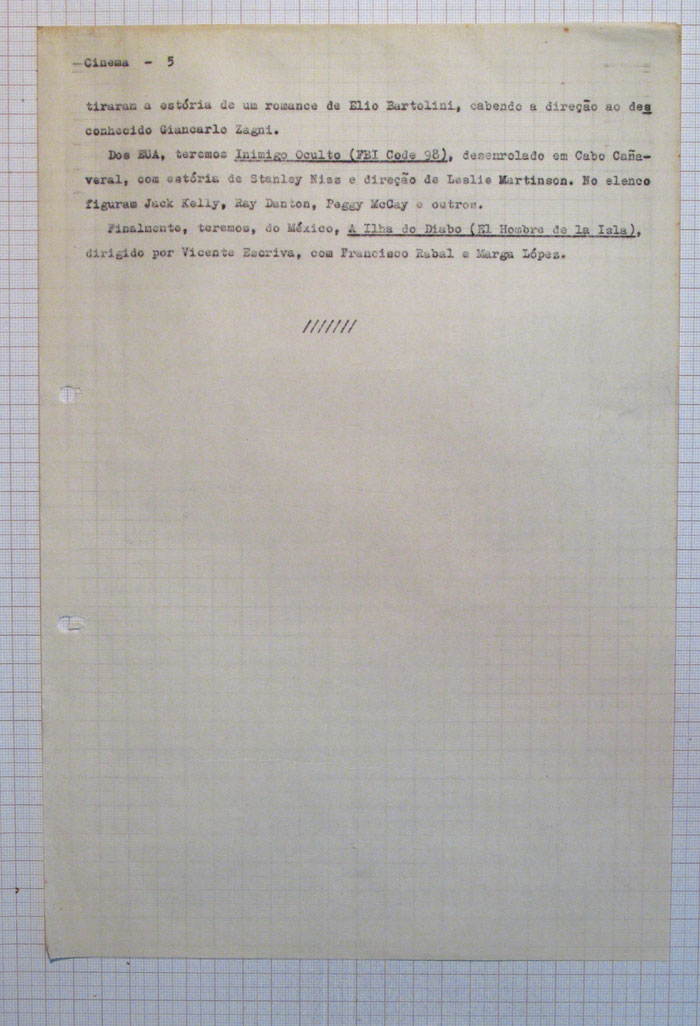 Cinema - 5
tiraram a estória de um romance de Elio Bartolini, cabendo a direção ao des
conhecido Giancarlo Zagni.
Dos EUA, teremos Inimigo Oculto (FBI Code 98), desenrolado em Cabo Caña-
veral, com estória de Stanley Niss e direção de Leslie Martinson. No elenco
figuram Jack Kelly, Ray Danton, Peggy McCay e outros.
Finalmente, teremos, do México, A Ilha do Diabo (El Hombre de la Isla),
dirigido por Vicente Escriva, com Francisco Rabal e Marga López.
///////